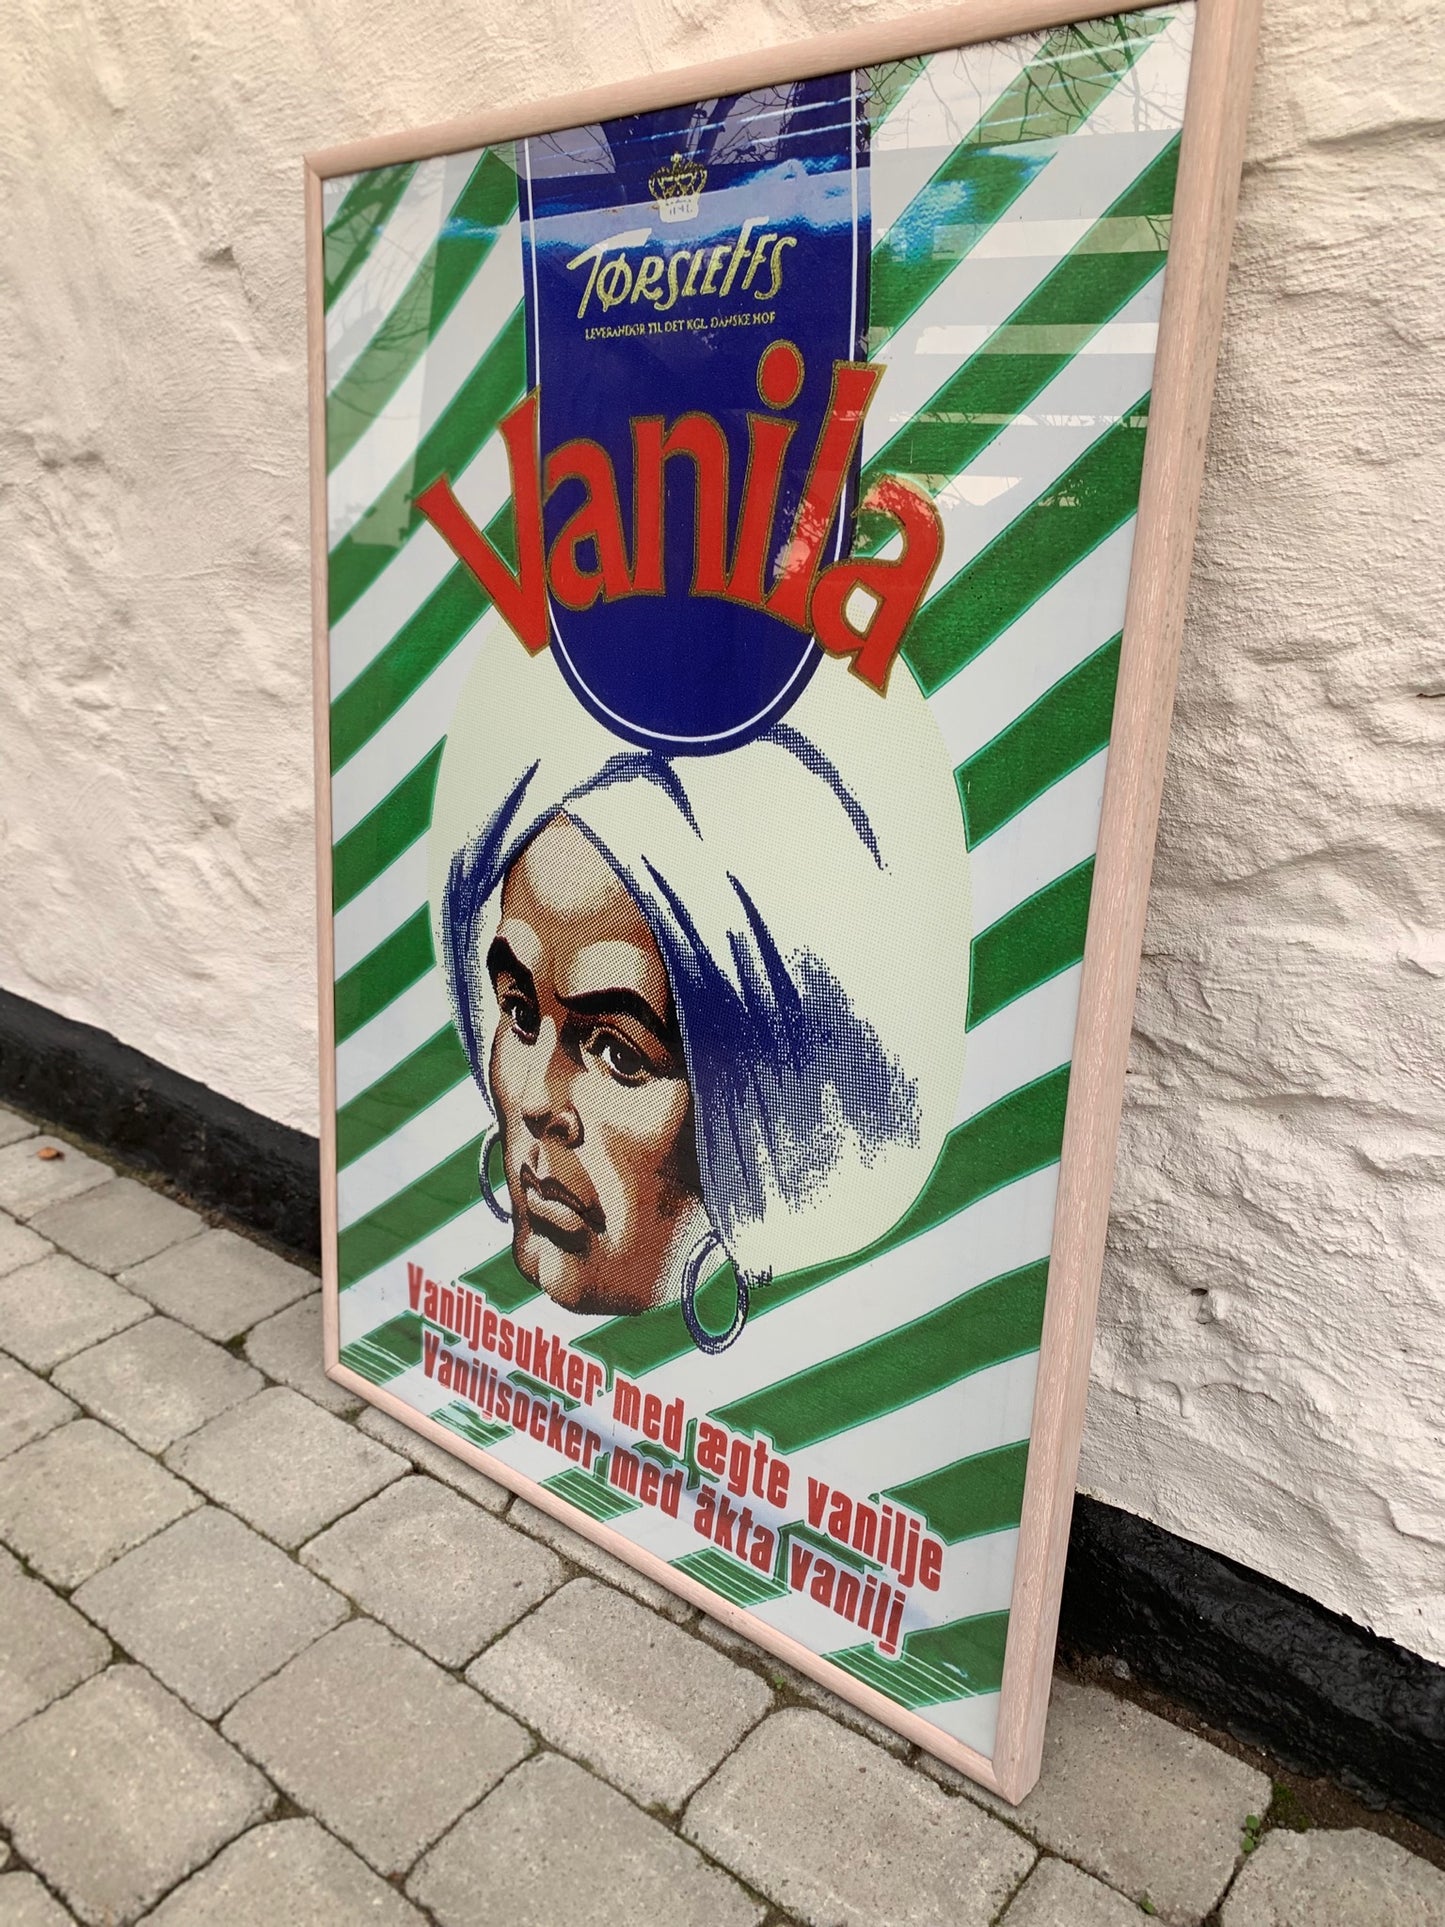 TØRSLEFFS
LEVERANDØR TIL DET KGL. DANSKE HOF
Vanila
Vaniljesukker med ægte vanilje
Vaniljsocker med äkta vanilj